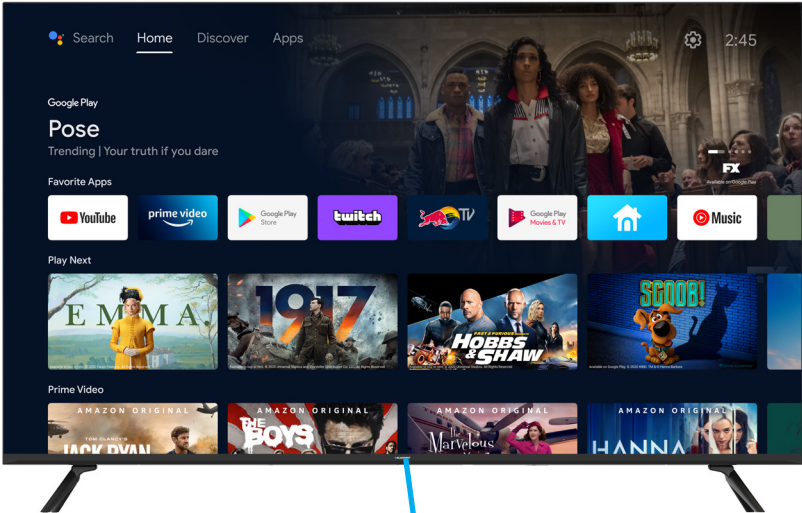 Search Home Discover Apps 2:45
Google Play
Pose
Trending | Your truth if you dare
FX
Available on Google Play
Favorite Apps
YouTube
prime video
Google Play
Store
twitch
TV
Google Play
Movies & TV
Music
Play Next
EMMA.
1917
FAST & FURIOUS
HOBBS
& SHAW
SCOOB!
Prime Video
AMAZON ORIGINAL
TOM CLANCY'S
JACK RYAN
AMAZON ORIGINAL
THE
BOYS
AMAZON ORIGINAL
The
Marvelous
AMAZON ORIGINAL
HANNA